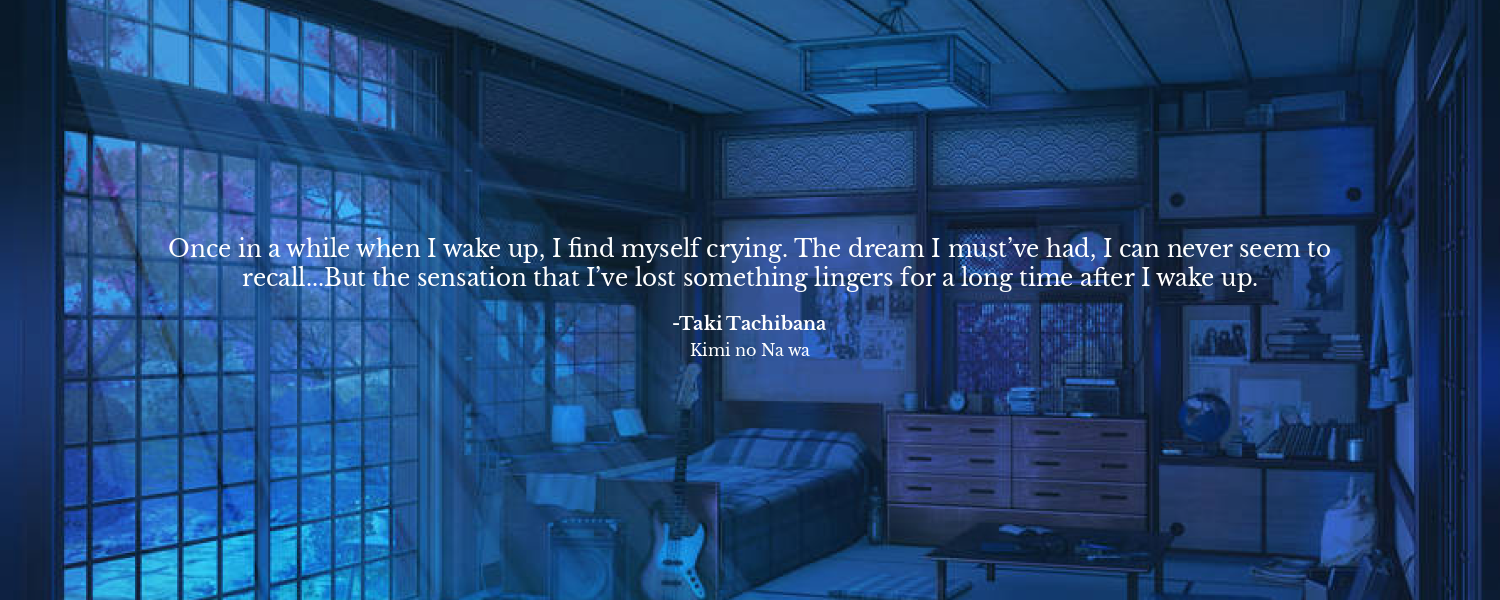 Once in a while when I wake up, I find myself crying. The dream I must’ve had, I can never seem to
recall...But the sensation that I’ve lost something lingers for a long time after I wake up.
-Taki Tachibana
Kimi no Na wa